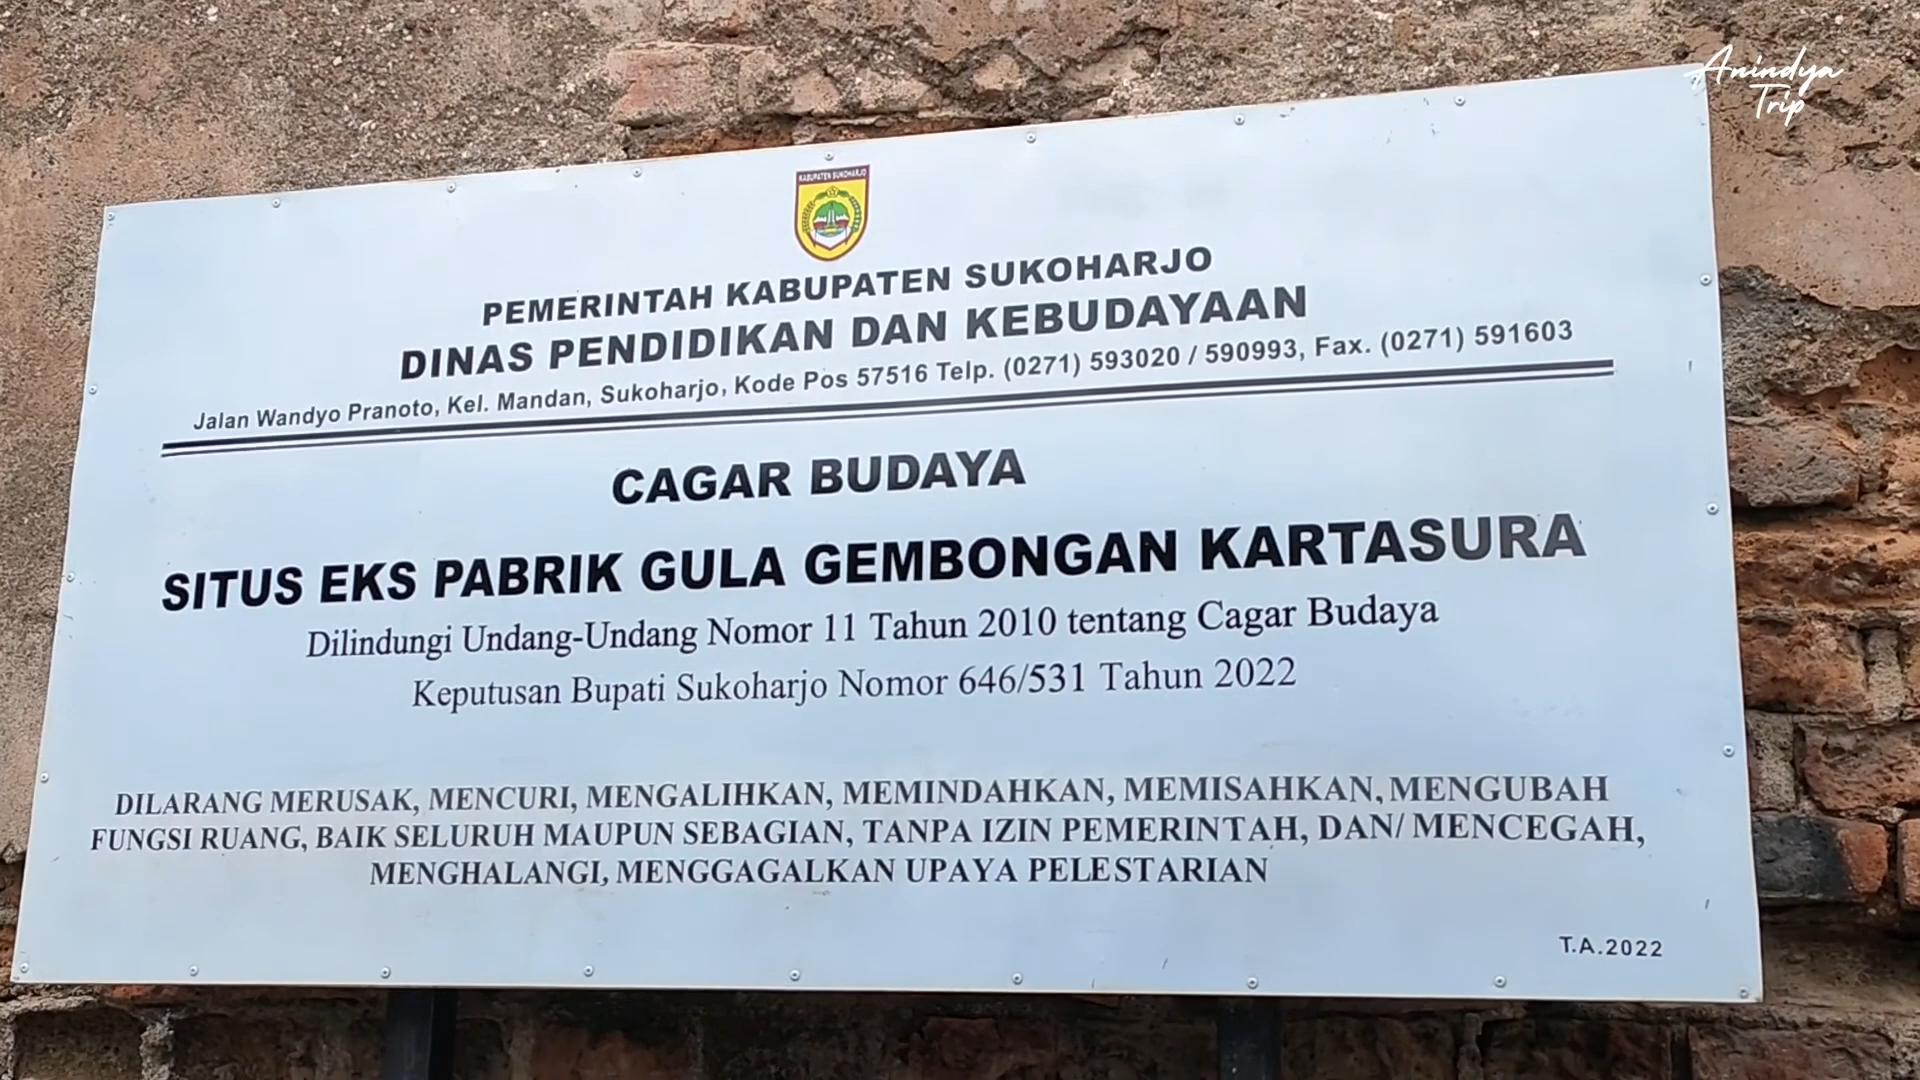 Anindya
Trip
KABUPATEN SUKOHARJO
PEMERINTAH KABUPATEN SUKOHARJO
DINAS PENDIDIKAN DAN KEBUDAYAAN
Jalan Wandyo Pranoto, Kel. Mandan, Sukoharjo, Kode Pos 57516 Telp. (0271) 593020 / 590993, Fax. (0271) 591603
CAGAR BUDAYA
SITUS EKS PABRIK GULA GEMBONGAN KARTASURA
Dilindungi Undang-Undang Nomor 11 Tahun 2010 tentang Cagar Budaya
Keputusan Bupati Sukoharjo Nomor 646/531 Tahun 2022
DILARANG MERUSAK, MENCURI, MENGALIHKAN, MEMINDAHKAN, MEMISAHKAN, MENGUBAH
FUNGSI RUANG, BAIK SELURUH MAUPUN SEBAGIAN, TANPA IZIN PEMERINTAH, DAN/ MENCEGAH,
MENGHALANGI, MENGGAGALKAN UPAYA PELESTARIAN
T.A.2022